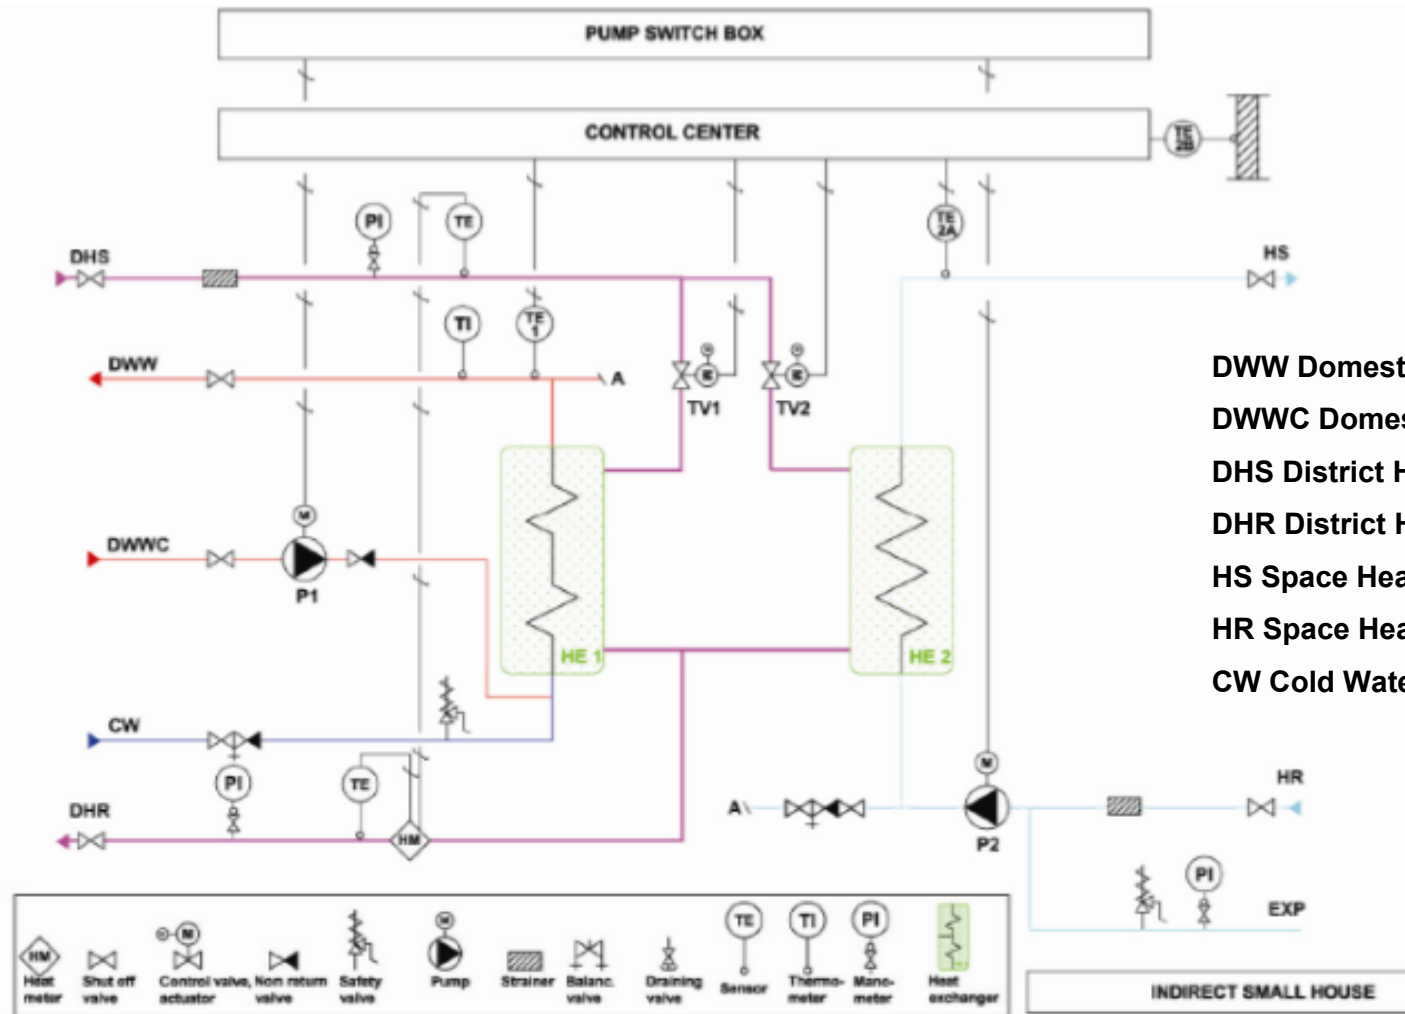 PUMP SWITCH BOX
CONTROL CENTER
TE 2B
PI
TE
TE 2A
DHS
HS
TI
TE 1
DWW
A
M
M
TV1
TV2
DWW Domest
DWWC Domes
DHS District H
DHR District H
HS Space Hea
HR Space Hea
CW Cold Wate
M
DWWC
P1
HE 1
HE 2
CW
M
PI
TE
HR
DHR
A
HM
P2
PI
EXP
HM
M
M
TE
TI
PI
Heat meter
Shut off valve
Control valve, actuator
Non return valve
Safety valve
Pump
Strainer
Balanc. valve
Draining valve
Sensor
Thermo-meter
Mano-meter
Heat exchanger
INDIRECT SMALL HOUSE